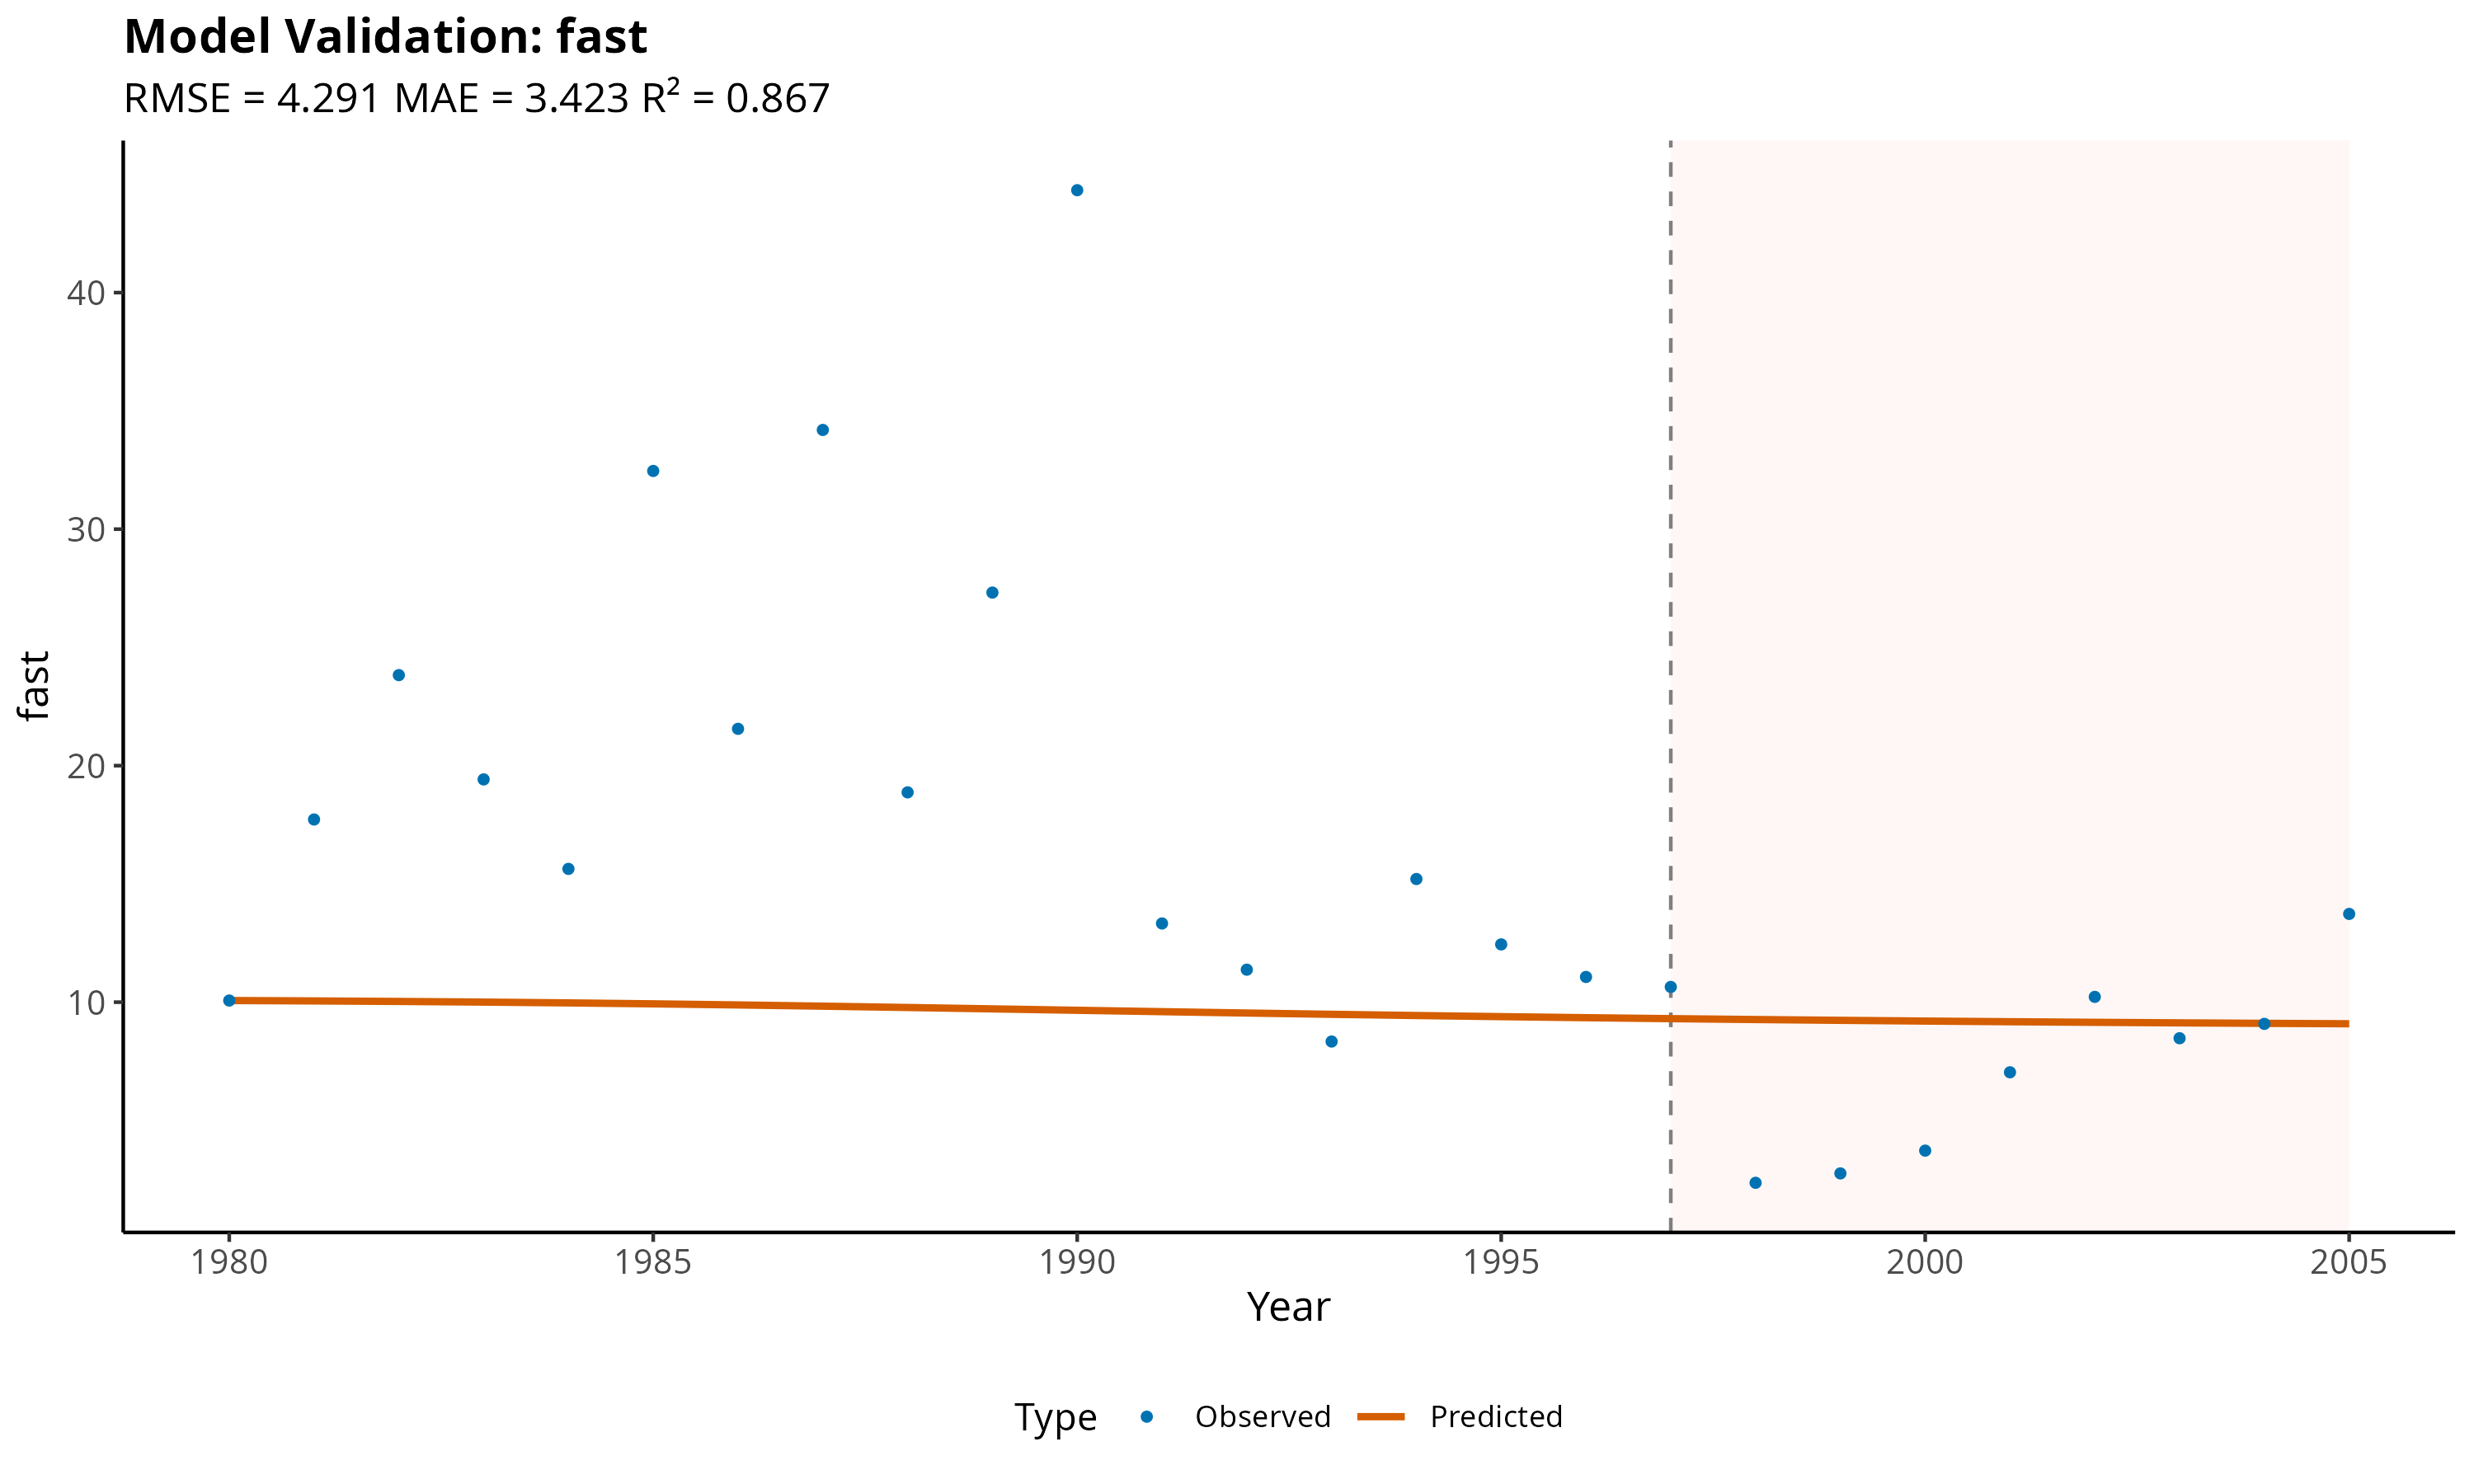 Model Validation: fast
RMSE = 4.291 MAE = 3.423 R² = 0.867
40
30
20
10
fast
1980 1985 1990 1995 2000 2005
Year
Type Observed Predicted